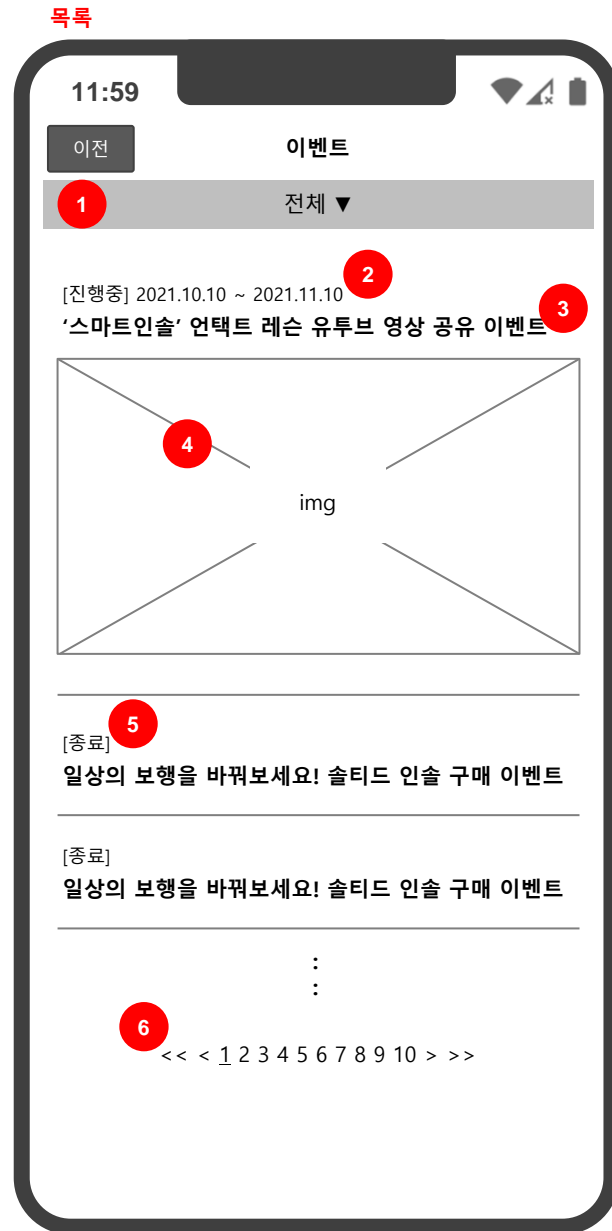 목록
11:59
이전
이벤트
1
전체 ▼
2
[진행중] 2021.10.10 ~ 2021.11.10
3
‘스마트인솔’ 언택트 레슨 유투브 영상 공유 이벤트
4
img
5
[종료]
일상의 보행을 바꿔보세요! 솔티드 인솔 구매 이벤트
[종료]
일상의 보행을 바꿔보세요! 솔티드 인솔 구매 이벤트
:
:
6
<< < 1 2 3 4 5 6 7 8 9 10 > >>